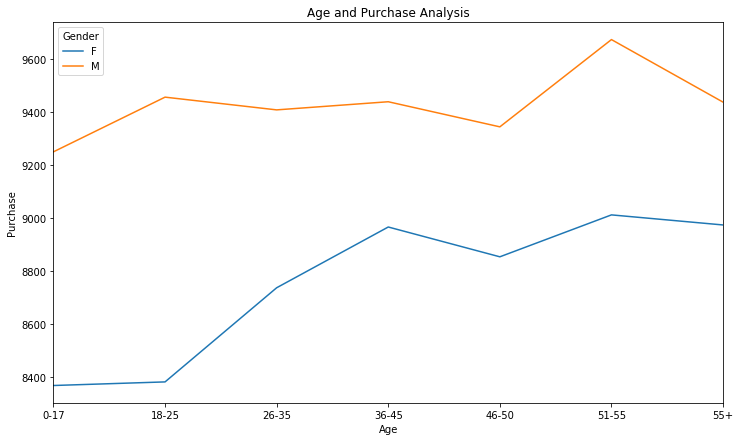 Age and Purchase Analysis
Gender
F
M
9600
9400
9200
9000
8800
8600
8400
Purchase
0-17 18-25 26-35 36-45 46-50 51-55 55+
Age